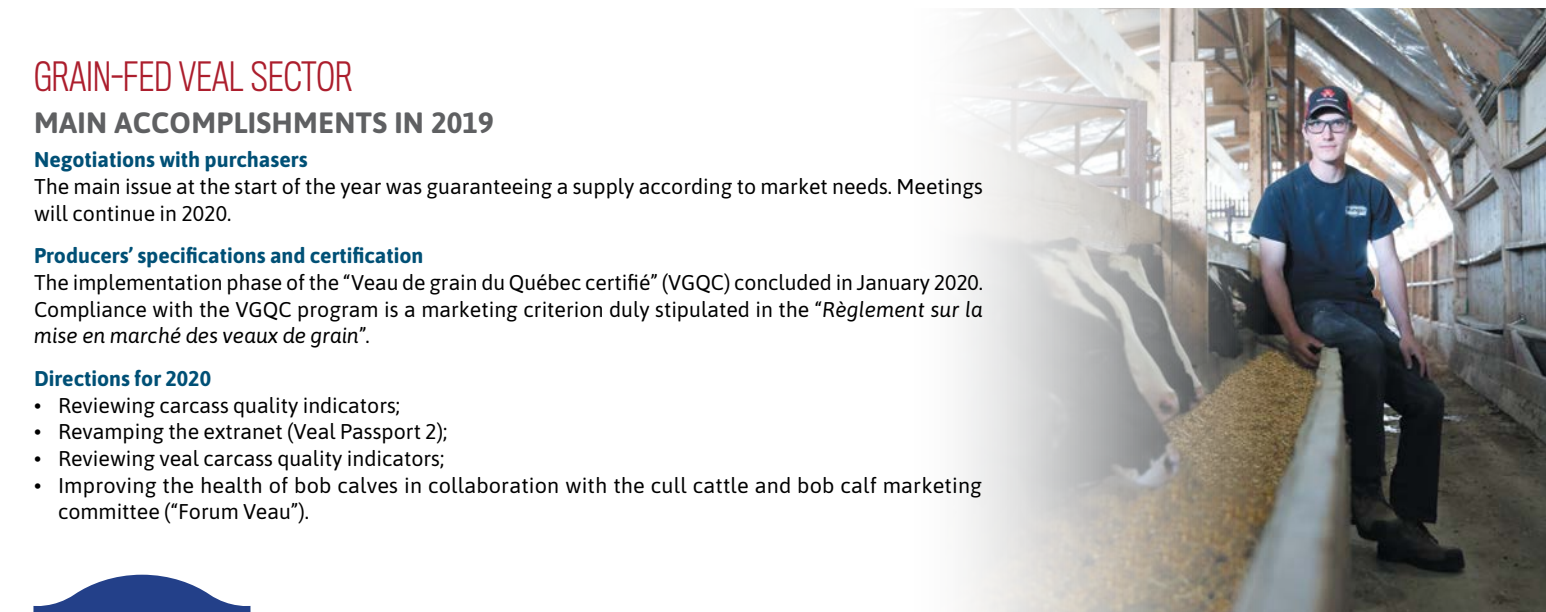 GRAIN-FED VEAL SECTOR
MAIN ACCOMPLISHMENTS IN 2019
Negotiations with purchasers
The main issue at the start of the year was guaranteeing a supply according to market needs. Meetings
will continue in 2020.
Producers’ specifications and certification
The implementation phase of the “Veau de grain du Québec certifié” (VGQC) concluded in January 2020.
Compliance with the VGQC program is a marketing criterion duly stipulated in the “Règlement sur la
mise en marché des veaux de grain”.
Directions for 2020
• Reviewing carcass quality indicators;
• Revamping the extranet (Veal Passport 2);
• Reviewing veal carcass quality indicators;
• Improving the health of bob calves in collaboration with the cull cattle and bob calf marketing
committee (“Forum Veau”).